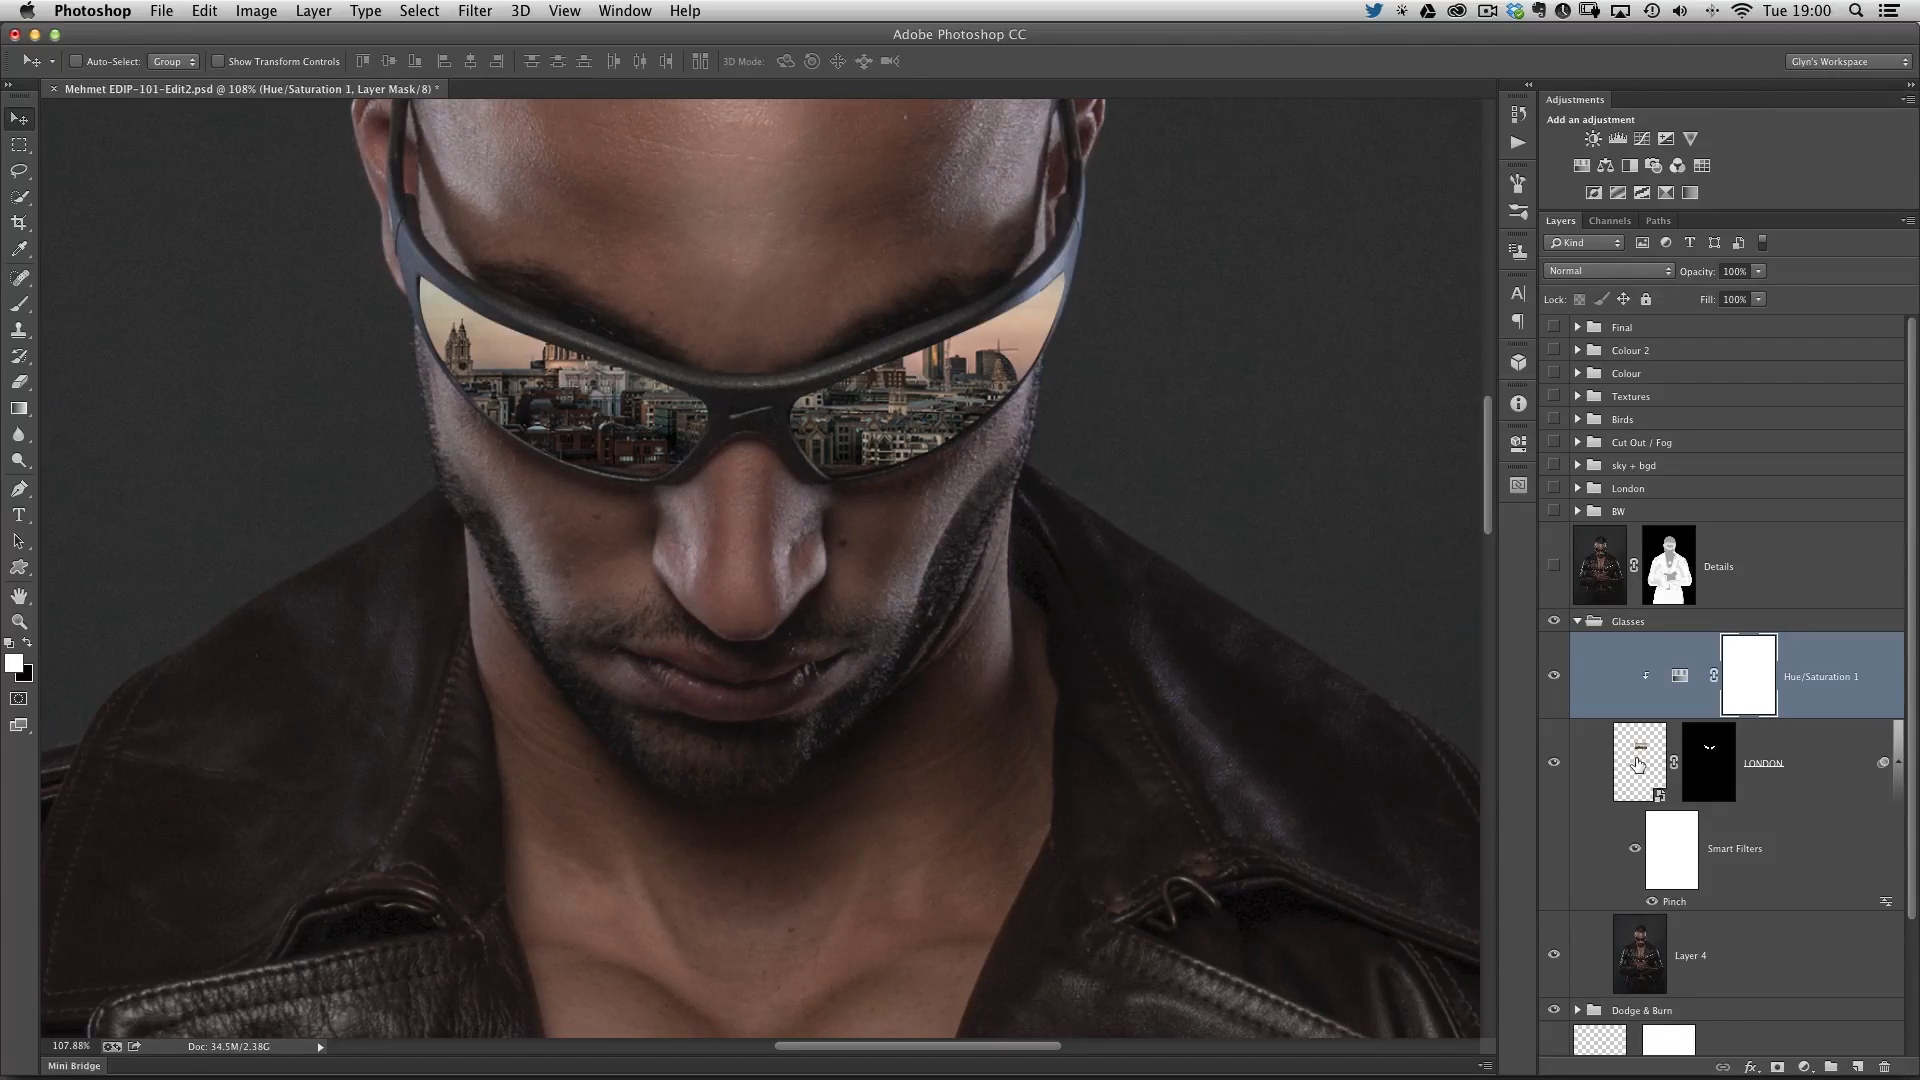 Photoshop File Edit Image Layer Type Select Filter 3D View Window Help Tue 19:00
Adobe Photoshop CC
Auto-Select: Group Show Transform Controls 3D Mode: Glyn's Workspace
Mehmet EDIP-101-Edit2.psd @ 108% (Hue/Saturation 1, Layer Mask/8) *
Adjustments
Add an adjustment
Layers Channels Paths
Kind
Normal Opacity: 100%
Lock: Fill: 100%
Final
Colour 2
Colour
Textures
Birds
Cut Out / Fog
sky + bgd
London
BW
Details
Glasses
Hue/Saturation 1
LONDON
Smart Filters
Pinch
Layer 4
Dodge & Burn
107.88% Doc: 34.5M/2.38G
Mini Bridge